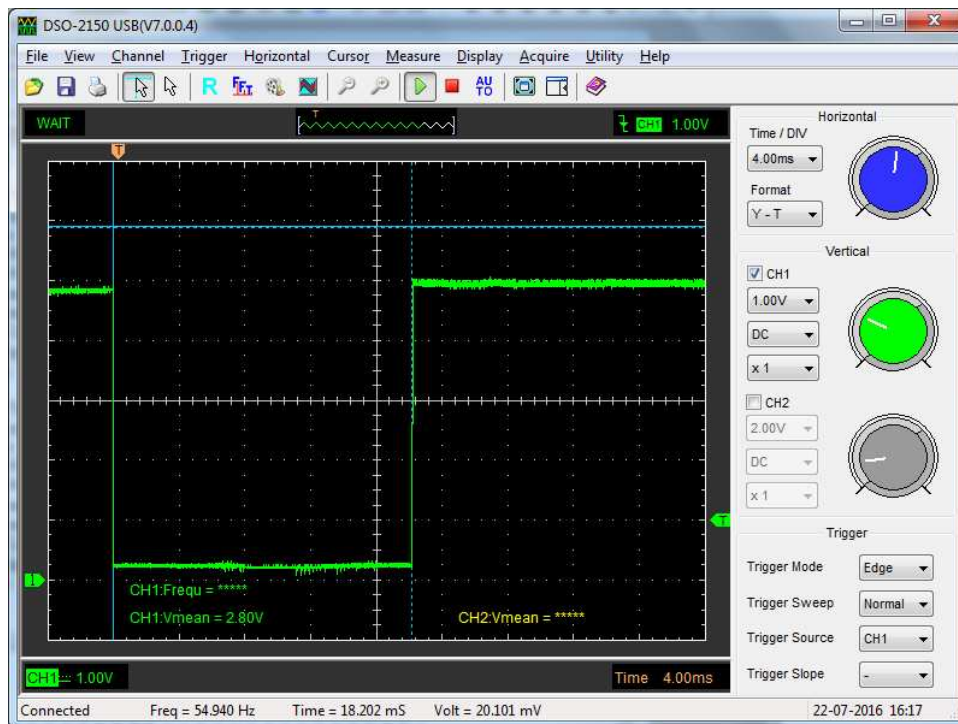 DSO-2150 USB(V7.0.0.4)
File View Channel Trigger Horizontal Cursor Measure Display Acquire Utility Help
R FFT AUTO
WAIT
T
CH1 1.00V
T
T
1
CH1:Frequ = *****
CH1:Vmean = 2.80V
CH2:Vmean = *****
CH1 1.00V
Time 4.00ms
Horizontal
Time / DIV
4.00ms
Format
Y - T
Vertical
CH1
1.00V
DC
x 1
CH2
2.00V
DC
x 1
Trigger
Trigger Mode Edge
Trigger Sweep Normal
Trigger Source CH1
Trigger Slope -
Connected Freq = 54.940 Hz Time = 18.202 mS Volt = 20.101 mV 22-07-2016 16:17